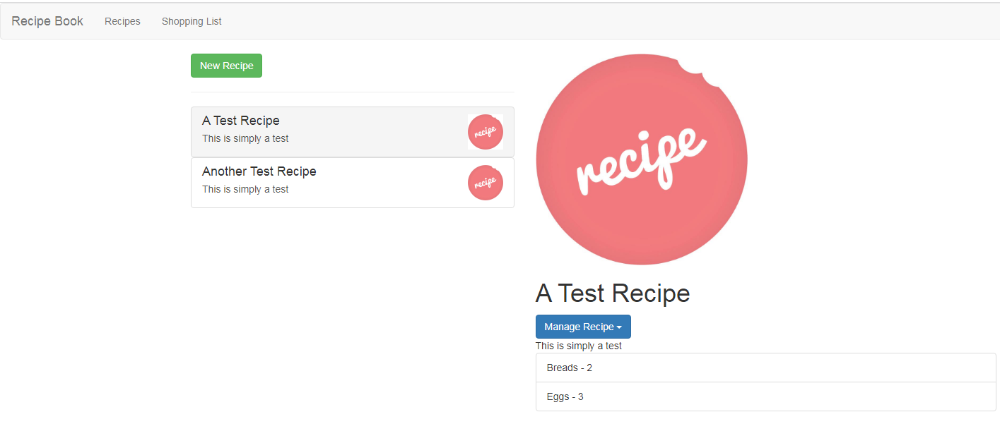 Recipe Book Recipes Shopping List
New Recipe
A Test Recipe
This is simply a test
recipe
Another Test Recipe
This is simply a test
recipe
recipe
A Test Recipe
Manage Recipe
This is simply a test
Breads - 2
Eggs - 3